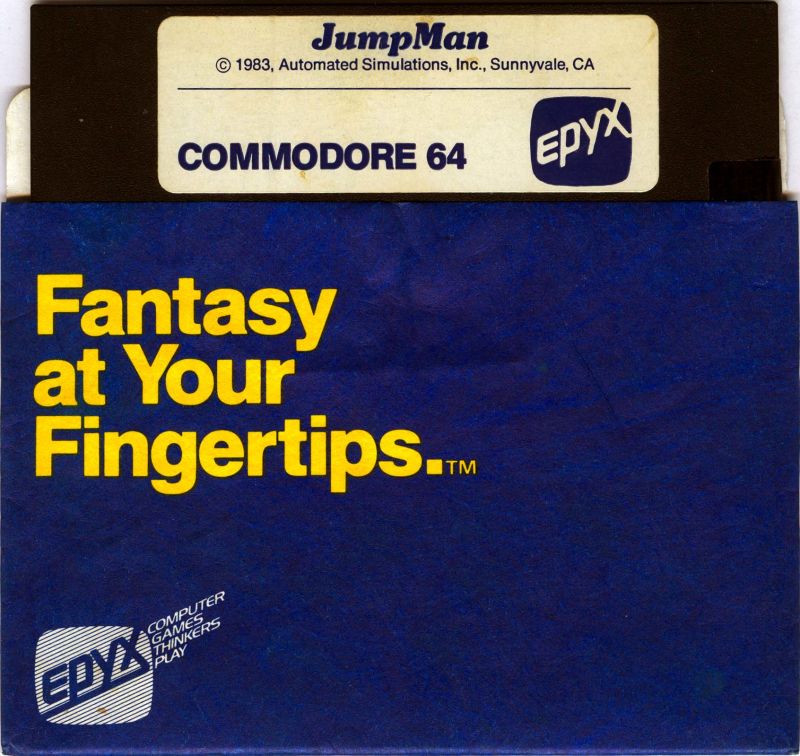 JumpMan
© 1983, Automated Simulations, Inc., Sunnyvale, CA
COMMODORE 64
EPYX
Fantasy
at Your
Fingertips.™
EPYX
COMPUTER
GAMES
THINKERS
PLAY